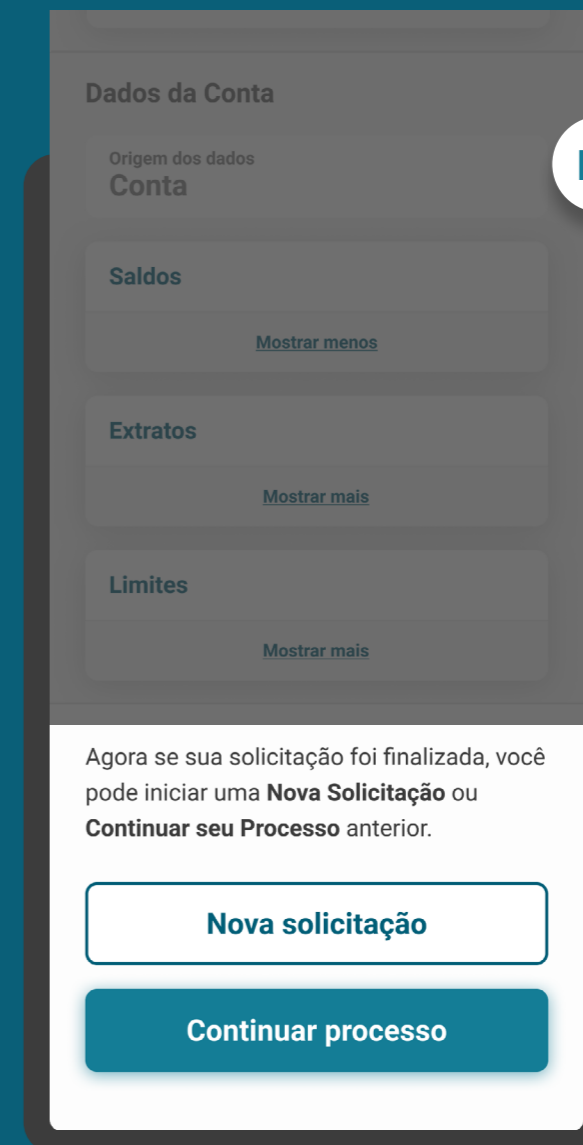 Dados da Conta
Origem dos dados
Conta
Saldos
Mostrar menos
Extratos
Mostrar mais
Limites
Mostrar mais
Agora se sua solicitação foi finalizada, você
pode iniciar uma Nova Solicitação ou
Continuar seu Processo anterior.
Nova solicitação
Continuar processo